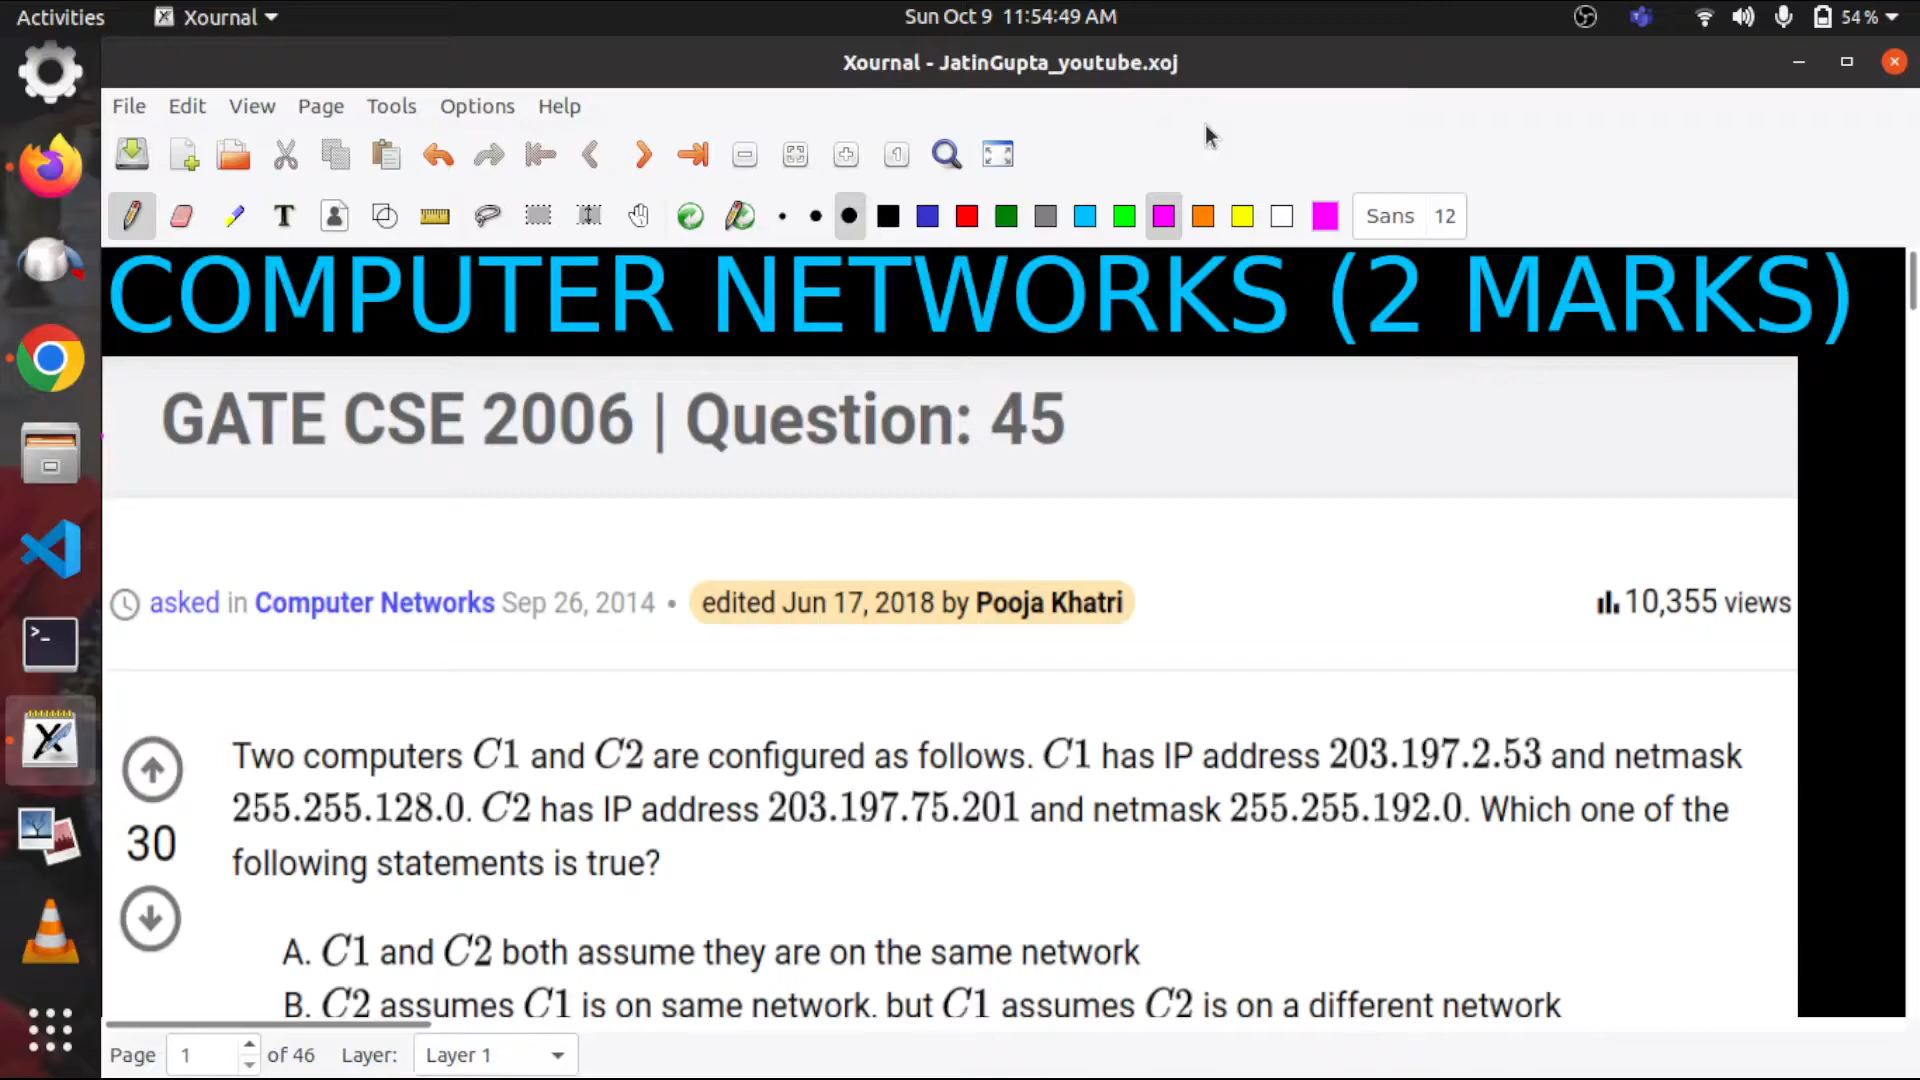 Activities Xournal Sun Oct 9 11:54:49 AM 54 %
Xournal - JatinGupta_youtube.xoj
File Edit View Page Tools Options Help
Sans 12
COMPUTER NETWORKS (2 MARKS)
GATE CSE 2006 | Question: 45
asked in Computer Networks Sep 26, 2014 • edited Jun 17, 2018 by Pooja Khatri 10,355 views
Two computers C1 and C2 are configured as follows. C1 has IP address 203.197.2.53 and netmask
255.255.128.0. C2 has IP address 203.197.75.201 and netmask 255.255.192.0. Which one of the
30
following statements is true?
A. C1 and C2 both assume they are on the same network
B. C2 assumes C1 is on same network, but C1 assumes C2 is on a different network
Page 1 of 46 Layer: Layer 1